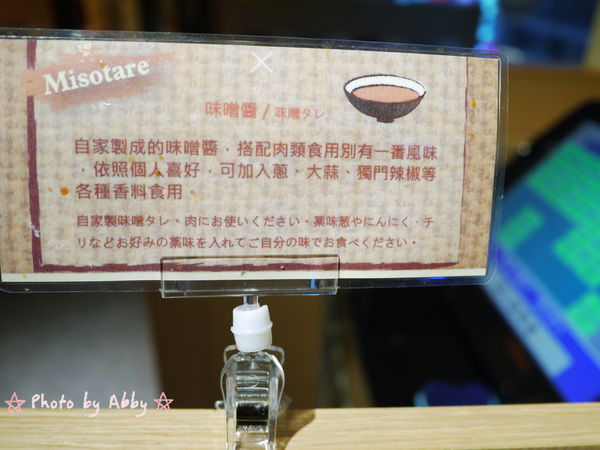 Misotare
味噌醬 / 味噌タレ
自家製成的味噌醬，搭配肉類食用別有一番風味
，依照個人喜好，可加入蔥、大蒜、獨門辣椒等
各種香料食用。
自家製味噌タレ。肉にお使いください。薬味葱やにんにく、チ
リなどお好みの薬味を入れてご自分の味でお食べください。
Photo by Abby